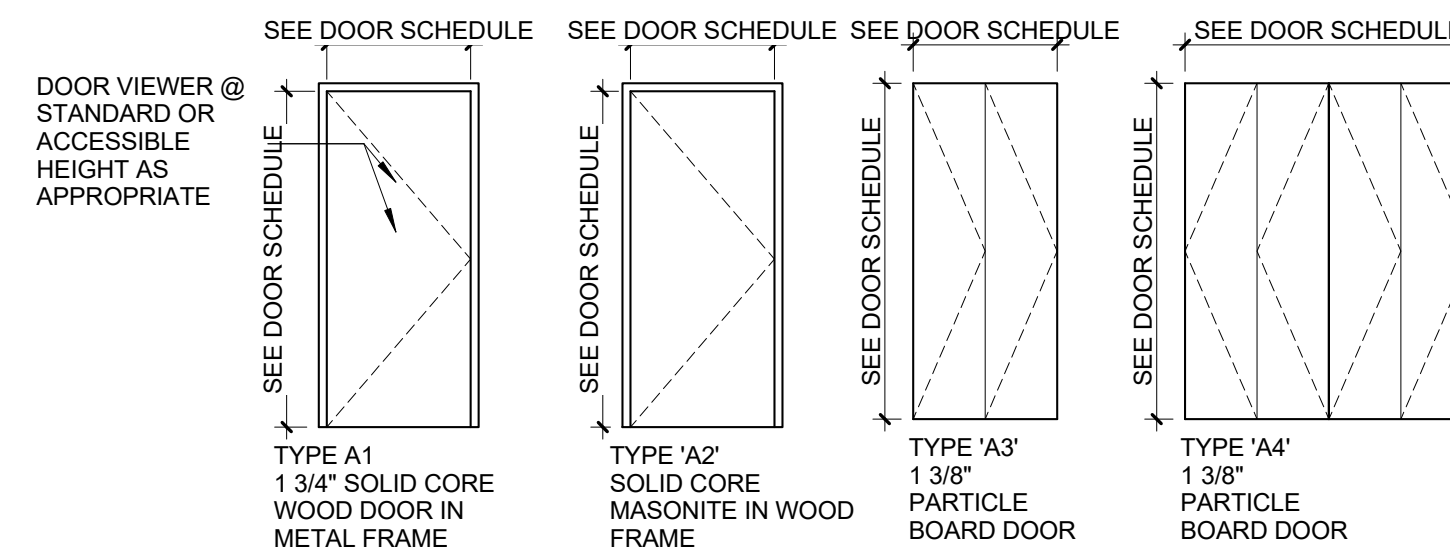 SEE DOOR SCHEDULE
SEE DOOR SCHEDULE
SEE DOOR SCHEDULE
SEE DOOR SCHEDUL
DOOR VIEWER @
STANDARD OR
ACCESSIBLE
HEIGHT AS
APPROPRIATE
SEE DOOR SCHEDULE
SEE DOOR SCHEDULE
SEE DOOR SCHEDULE
SEE DOOR SCHEDULE
TYPE A1
1 3/4" SOLID CORE
WOOD DOOR IN
METAL FRAME
TYPE 'A2'
SOLID CORE
MASONITE IN WOOD
FRAME
TYPE 'A3'
1 3/8"
PARTICLE
BOARD DOOR
TYPE 'A4'
1 3/8"
PARTICLE
BOARD DOOR